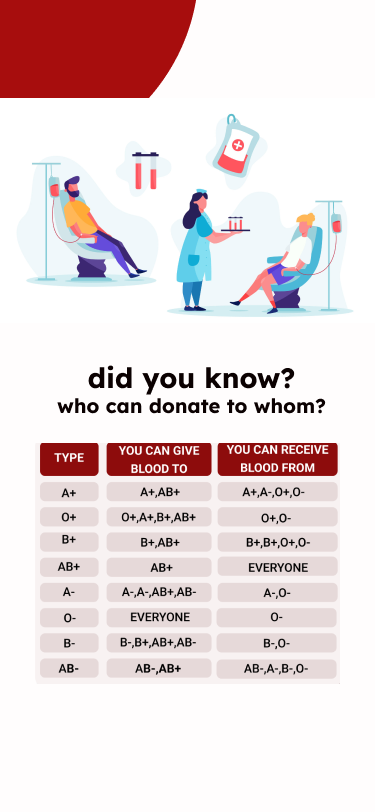 did you know?
who can donate to whom?
TYPE
YOU CAN GIVE
BLOOD TO
YOU CAN RECEIVE
BLOOD FROM
A+
A+,AB+
A+,A-,O+,O-
O+
O+,A+,B+,AB+
O+,O-
B+
B+,AB+
B+,B+,O+,O-
AB+
AB+
EVERYONE
A-
A-,A-,AB+,AB-
A-,O-
O-
EVERYONE
O-
B-
B-,B+,AB+,AB-
B-,O-
AB-
AB-,AB+
AB-,A-,B-,O-